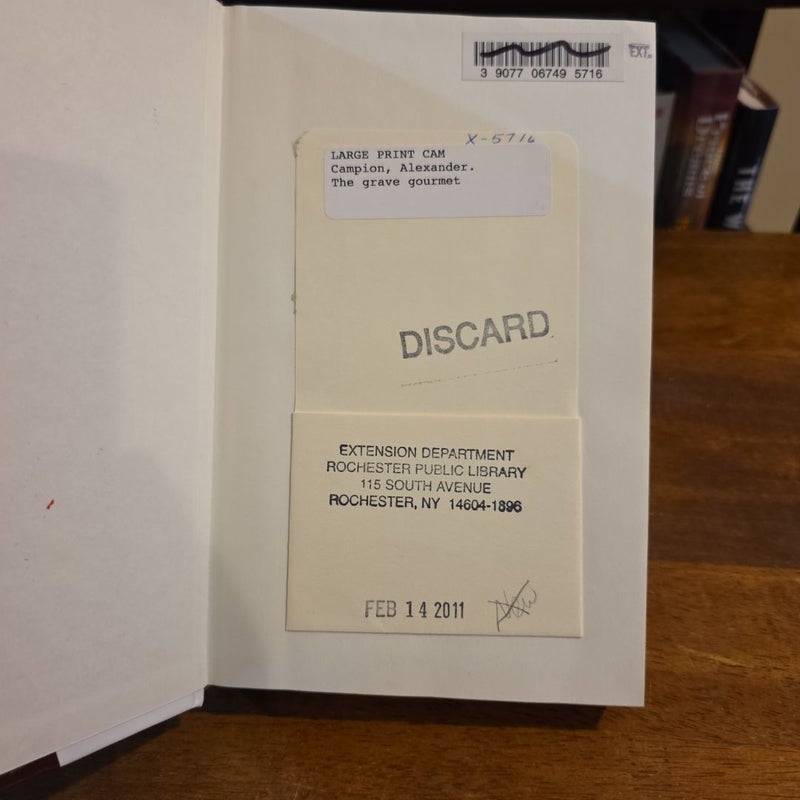 3 9077 06749 5716
EXT.
X-5716
LARGE PRINT CAM
Campion, Alexander.
The grave gourmet
DISCARD
EXTENSION DEPARTMENT
ROCHESTER PUBLIC LIBRARY
115 SOUTH AVENUE
ROCHESTER, NY 14604-1896
FEB 14 2011
New